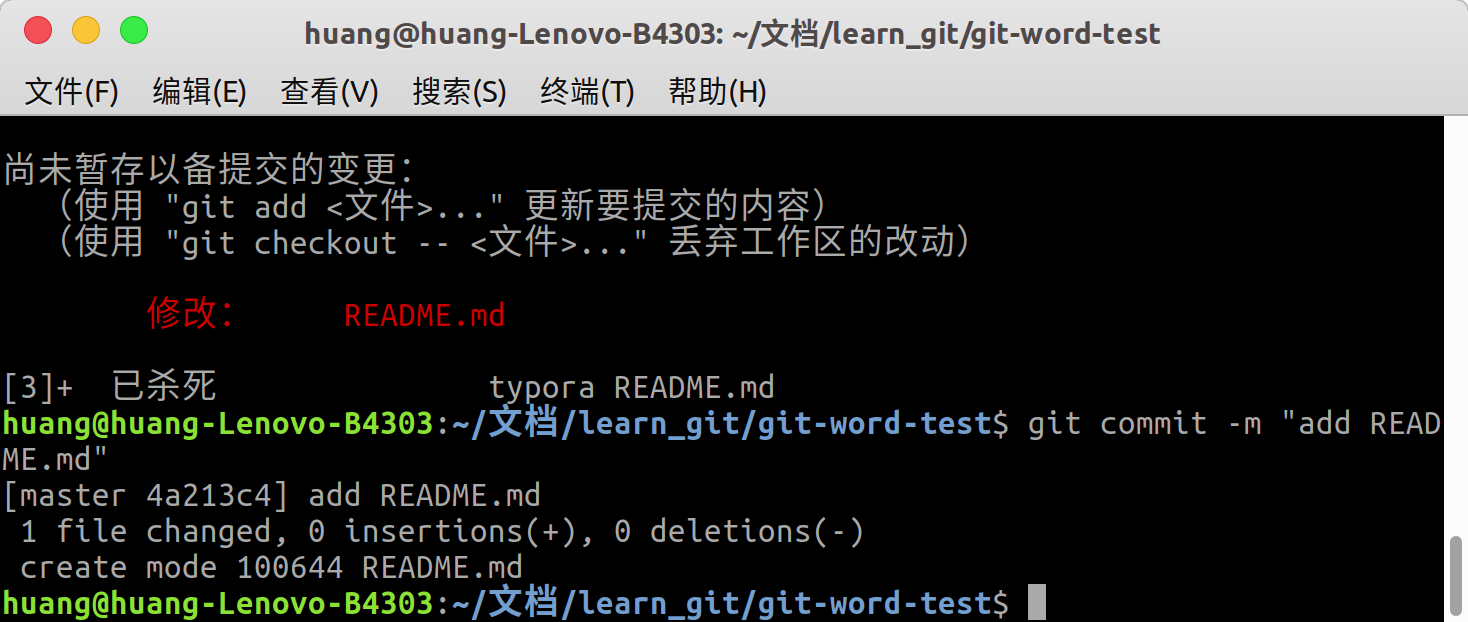 huang@huang-Lenovo-B4303: ~/文档/learn_git/git-word-test
文件(F) 编辑(E) 查看(V) 搜索(S) 终端(T) 帮助(H)
尚未暂存以备提交的变更：
（使用 "git add <文件>..." 更新要提交的内容）
（使用 "git checkout -- <文件>..." 丢弃工作区的改动）
修改： README.md
[3]+ 已杀死 typora README.md
huang@huang-Lenovo-B4303:~/文档/learn_git/git-word-test$ git commit -m "add READ
ME.md"
[master 4a213c4] add README.md
1 file changed, 0 insertions(+), 0 deletions(-)
create mode 100644 README.md
huang@huang-Lenovo-B4303:~/文档/learn_git/git-word-test$